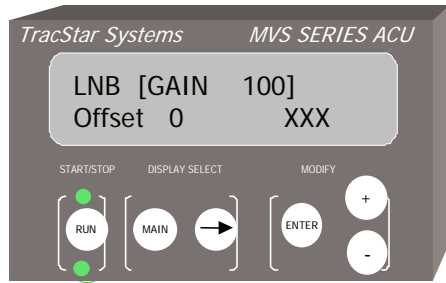 TracStar Systems MVS SERIES ACU
LNB [GAIN 100]
Offset 0 XXX
START/STOP DISPLAY SELECT MODIFY
RUN MAIN ENTER +
-